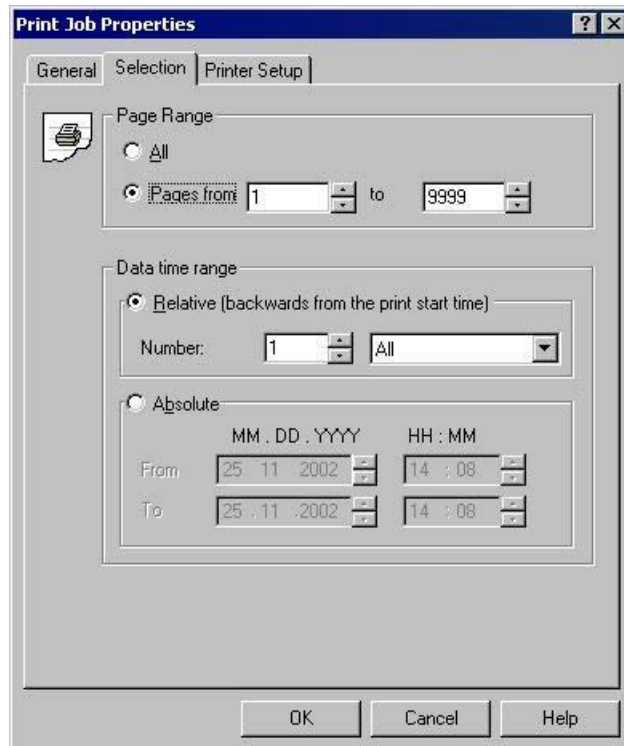 Print Job Properties
General Selection Printer Setup
Page Range
All
Pages from 1 to 9999
Data time range
Relative (backwards from the print start time)
Number: 1 All
Absolute
MM . DD . YYYY HH : MM
From 25 11 2002 14 : 08
To 25 . 11 .2002 14 : 08
OK Cancel Help